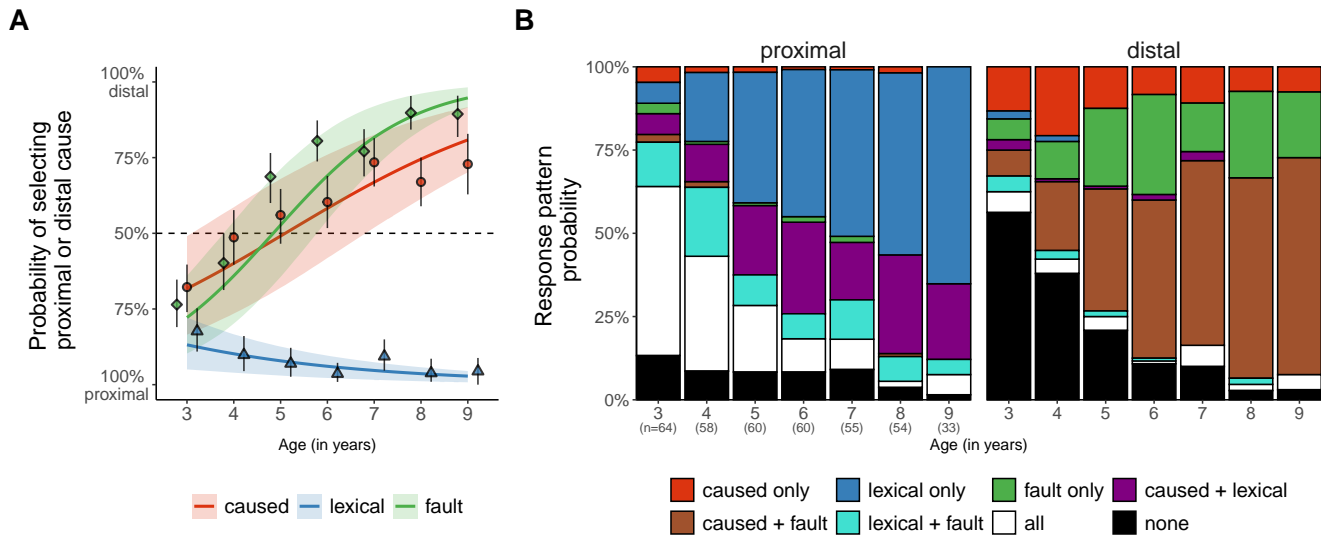 A
Probability of selecting
proximal or distal cause
100%
distal
75%
50%
75%
100%
proximal
3 4 5 6 7 8 9
Age (in years)
caused lexical fault
B
proximal distal
Response pattern
probability
100%
75%
50%
25%
0%
3 4 5 6 7 8 9 3 4 5 6 7 8 9
(n=64) (58) (60) (60) (55) (54) (33)
Age (in years)
caused only lexical only fault only caused + lexical
caused + fault lexical + fault all none